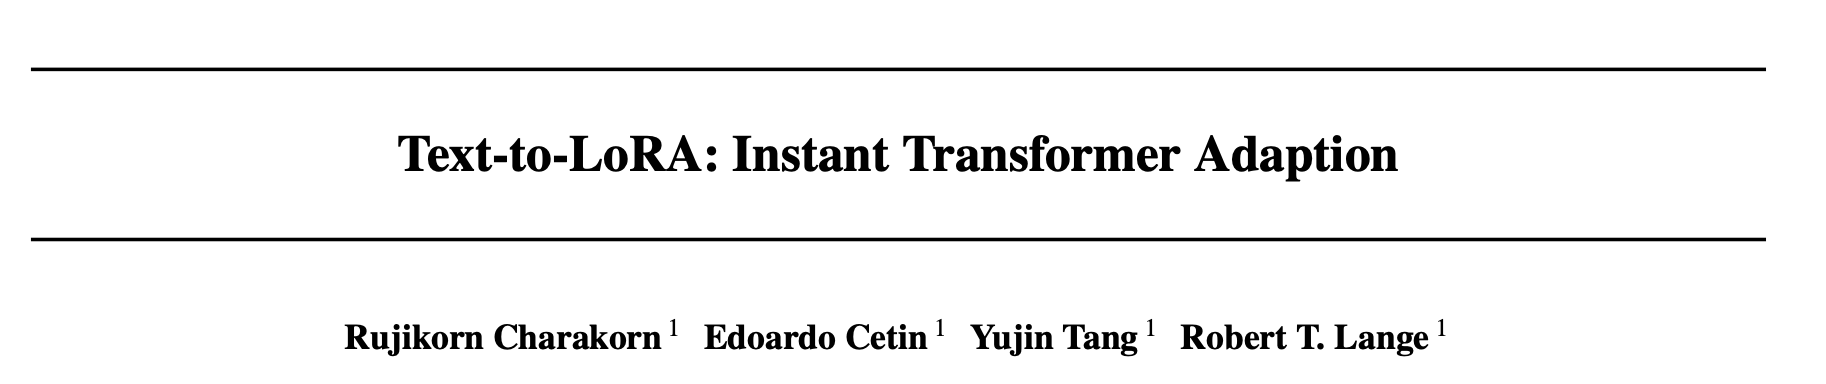 Text-to-LoRA: Instant Transformer Adaption
Rujikorn Charakorn 1 Edoardo Cetin 1 Yujin Tang 1 Robert T. Lange 1